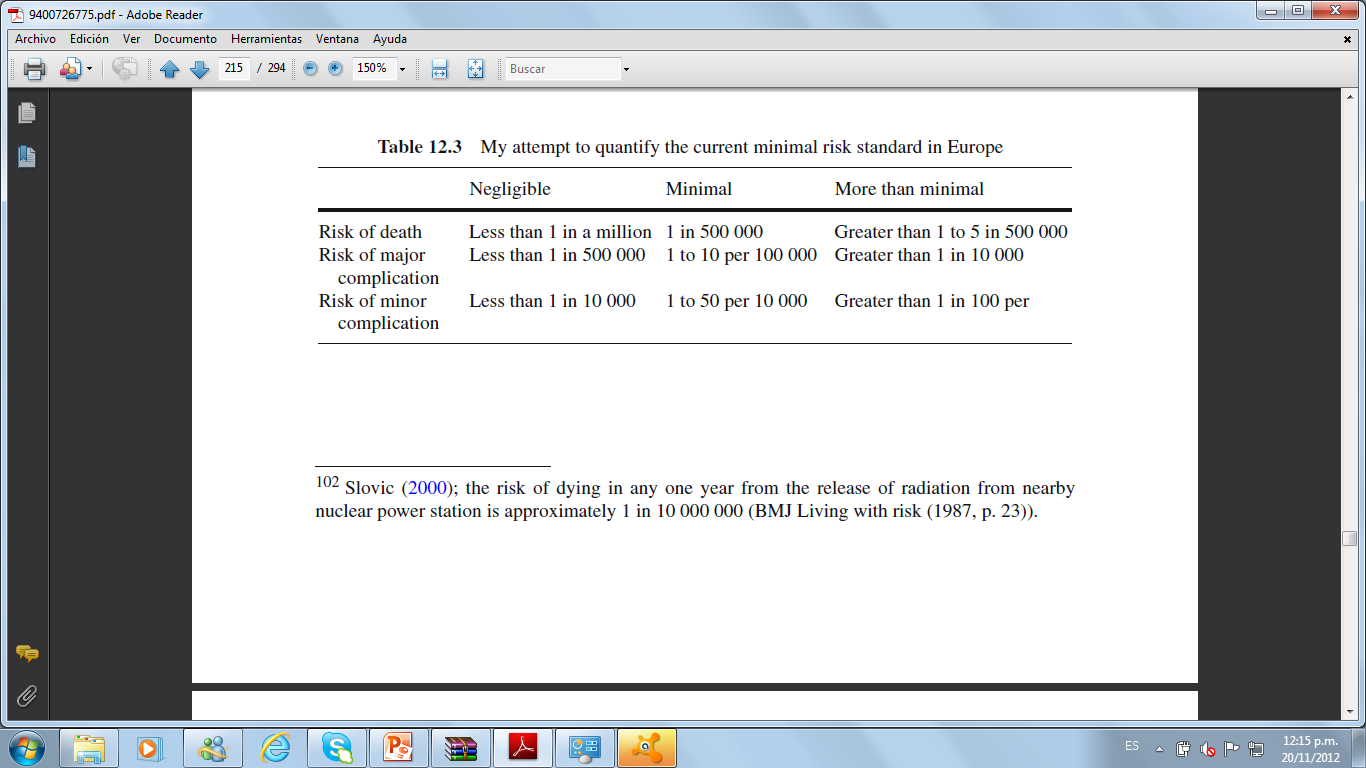 9400726775.pdf - Adobe Reader
Archivo Edición Ver Documento Herramientas Ventana Ayuda
215 / 294 150% Buscar
Table 12.3 My attempt to quantify the current minimal risk standard in Europe
Negligible Minimal More than minimal
Risk of death Less than 1 in a million 1 in 500 000 Greater than 1 to 5 in 500 000
Risk of major Less than 1 in 500 000 1 to 10 per 100 000 Greater than 1 in 10 000
complication
Risk of minor Less than 1 in 10 000 1 to 50 per 10 000 Greater than 1 in 100 per
complication
102 Slovic (2000); the risk of dying in any one year from the release of radiation from nearby
nuclear power station is approximately 1 in 10 000 000 (BMJ Living with risk (1987, p. 23)).
ES 12:15 p.m.
20/11/2012